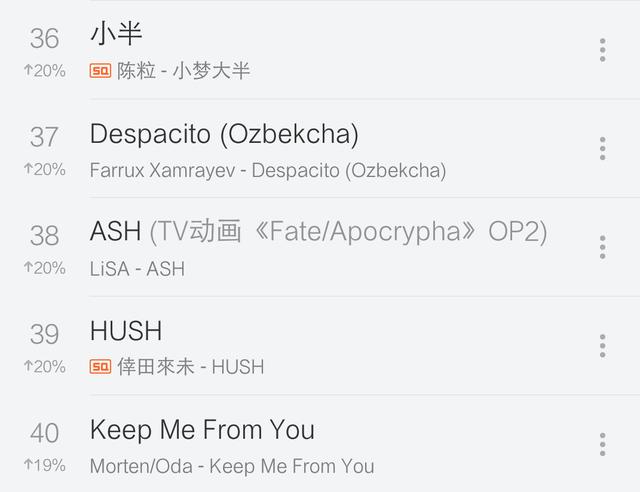 36 小半
↑20% SQ 陈粒 - 小梦大半
37 Despacito (Ozbekcha)
↑20% Farrux Xamrayev - Despacito (Ozbekcha)
38 ASH (TV动画《Fate/Apocrypha》OP2)
↑20% LiSA - ASH
39 HUSH
↑20% SQ 倖田來未 - HUSH
40 Keep Me From You
↑19% Morten/Oda - Keep Me From You